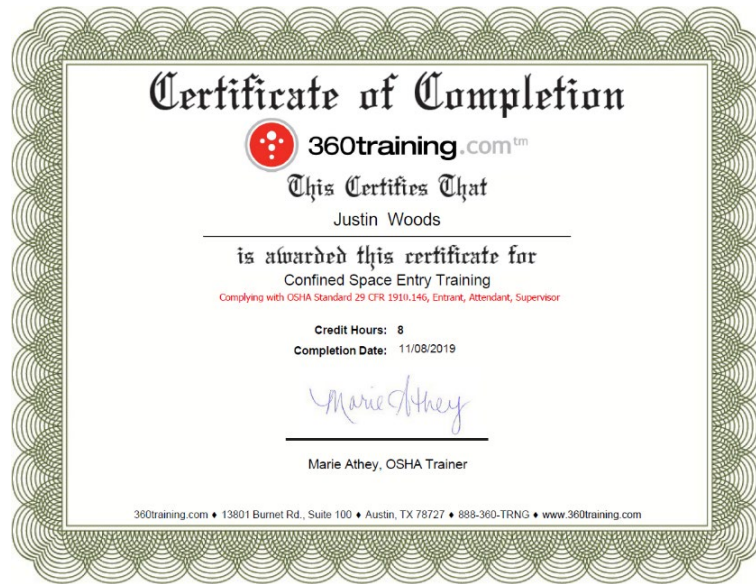 Certificate of Completion
360training.com™
This Certifies That
Justin Woods
is awarded this certificate for
Confined Space Entry Training
Complying with OSHA Standard 29 CFR 1910.146, Entrant, Attendant, Supervisor
Credit Hours: 8
Completion Date: 11/08/2019
Marie Athey
Marie Athey, OSHA Trainer
360training.com ♦ 13801 Burnet Rd., Suite 100 ♦ Austin, TX 78727 ♦ 888-360-TRNG ♦ www.360training.com